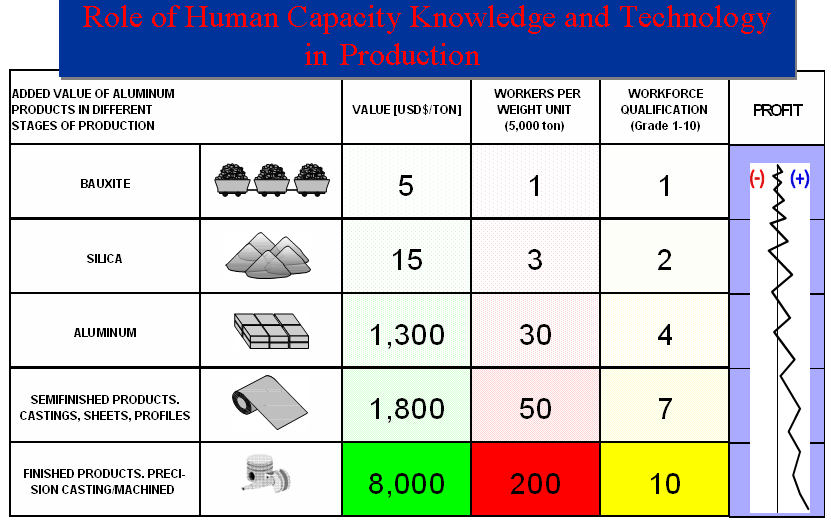 Role of Human Capacity Knowledge and Technology
in Production
ADDED VALUE OF ALUMINUM
PRODUCTS IN DIFFERENT
STAGES OF PRODUCTION
VALUE [USD$/TON]
WORKERS PER
WEIGHT UNIT
(5,000 ton)
WORKFORCE
QUALIFICATION
(Grade 1-10)
PROFIT
BAUXITE
5
1
1
(-)
(+)
SILICA
15
3
2
ALUMINUM
1,300
30
4
SEMIFINISHED PRODUCTS.
CASTINGS, SHEETS, PROFILES
1,800
50
7
FINISHED PRODUCTS. PRECI-
SION CASTING/MACHINED
8,000
200
10